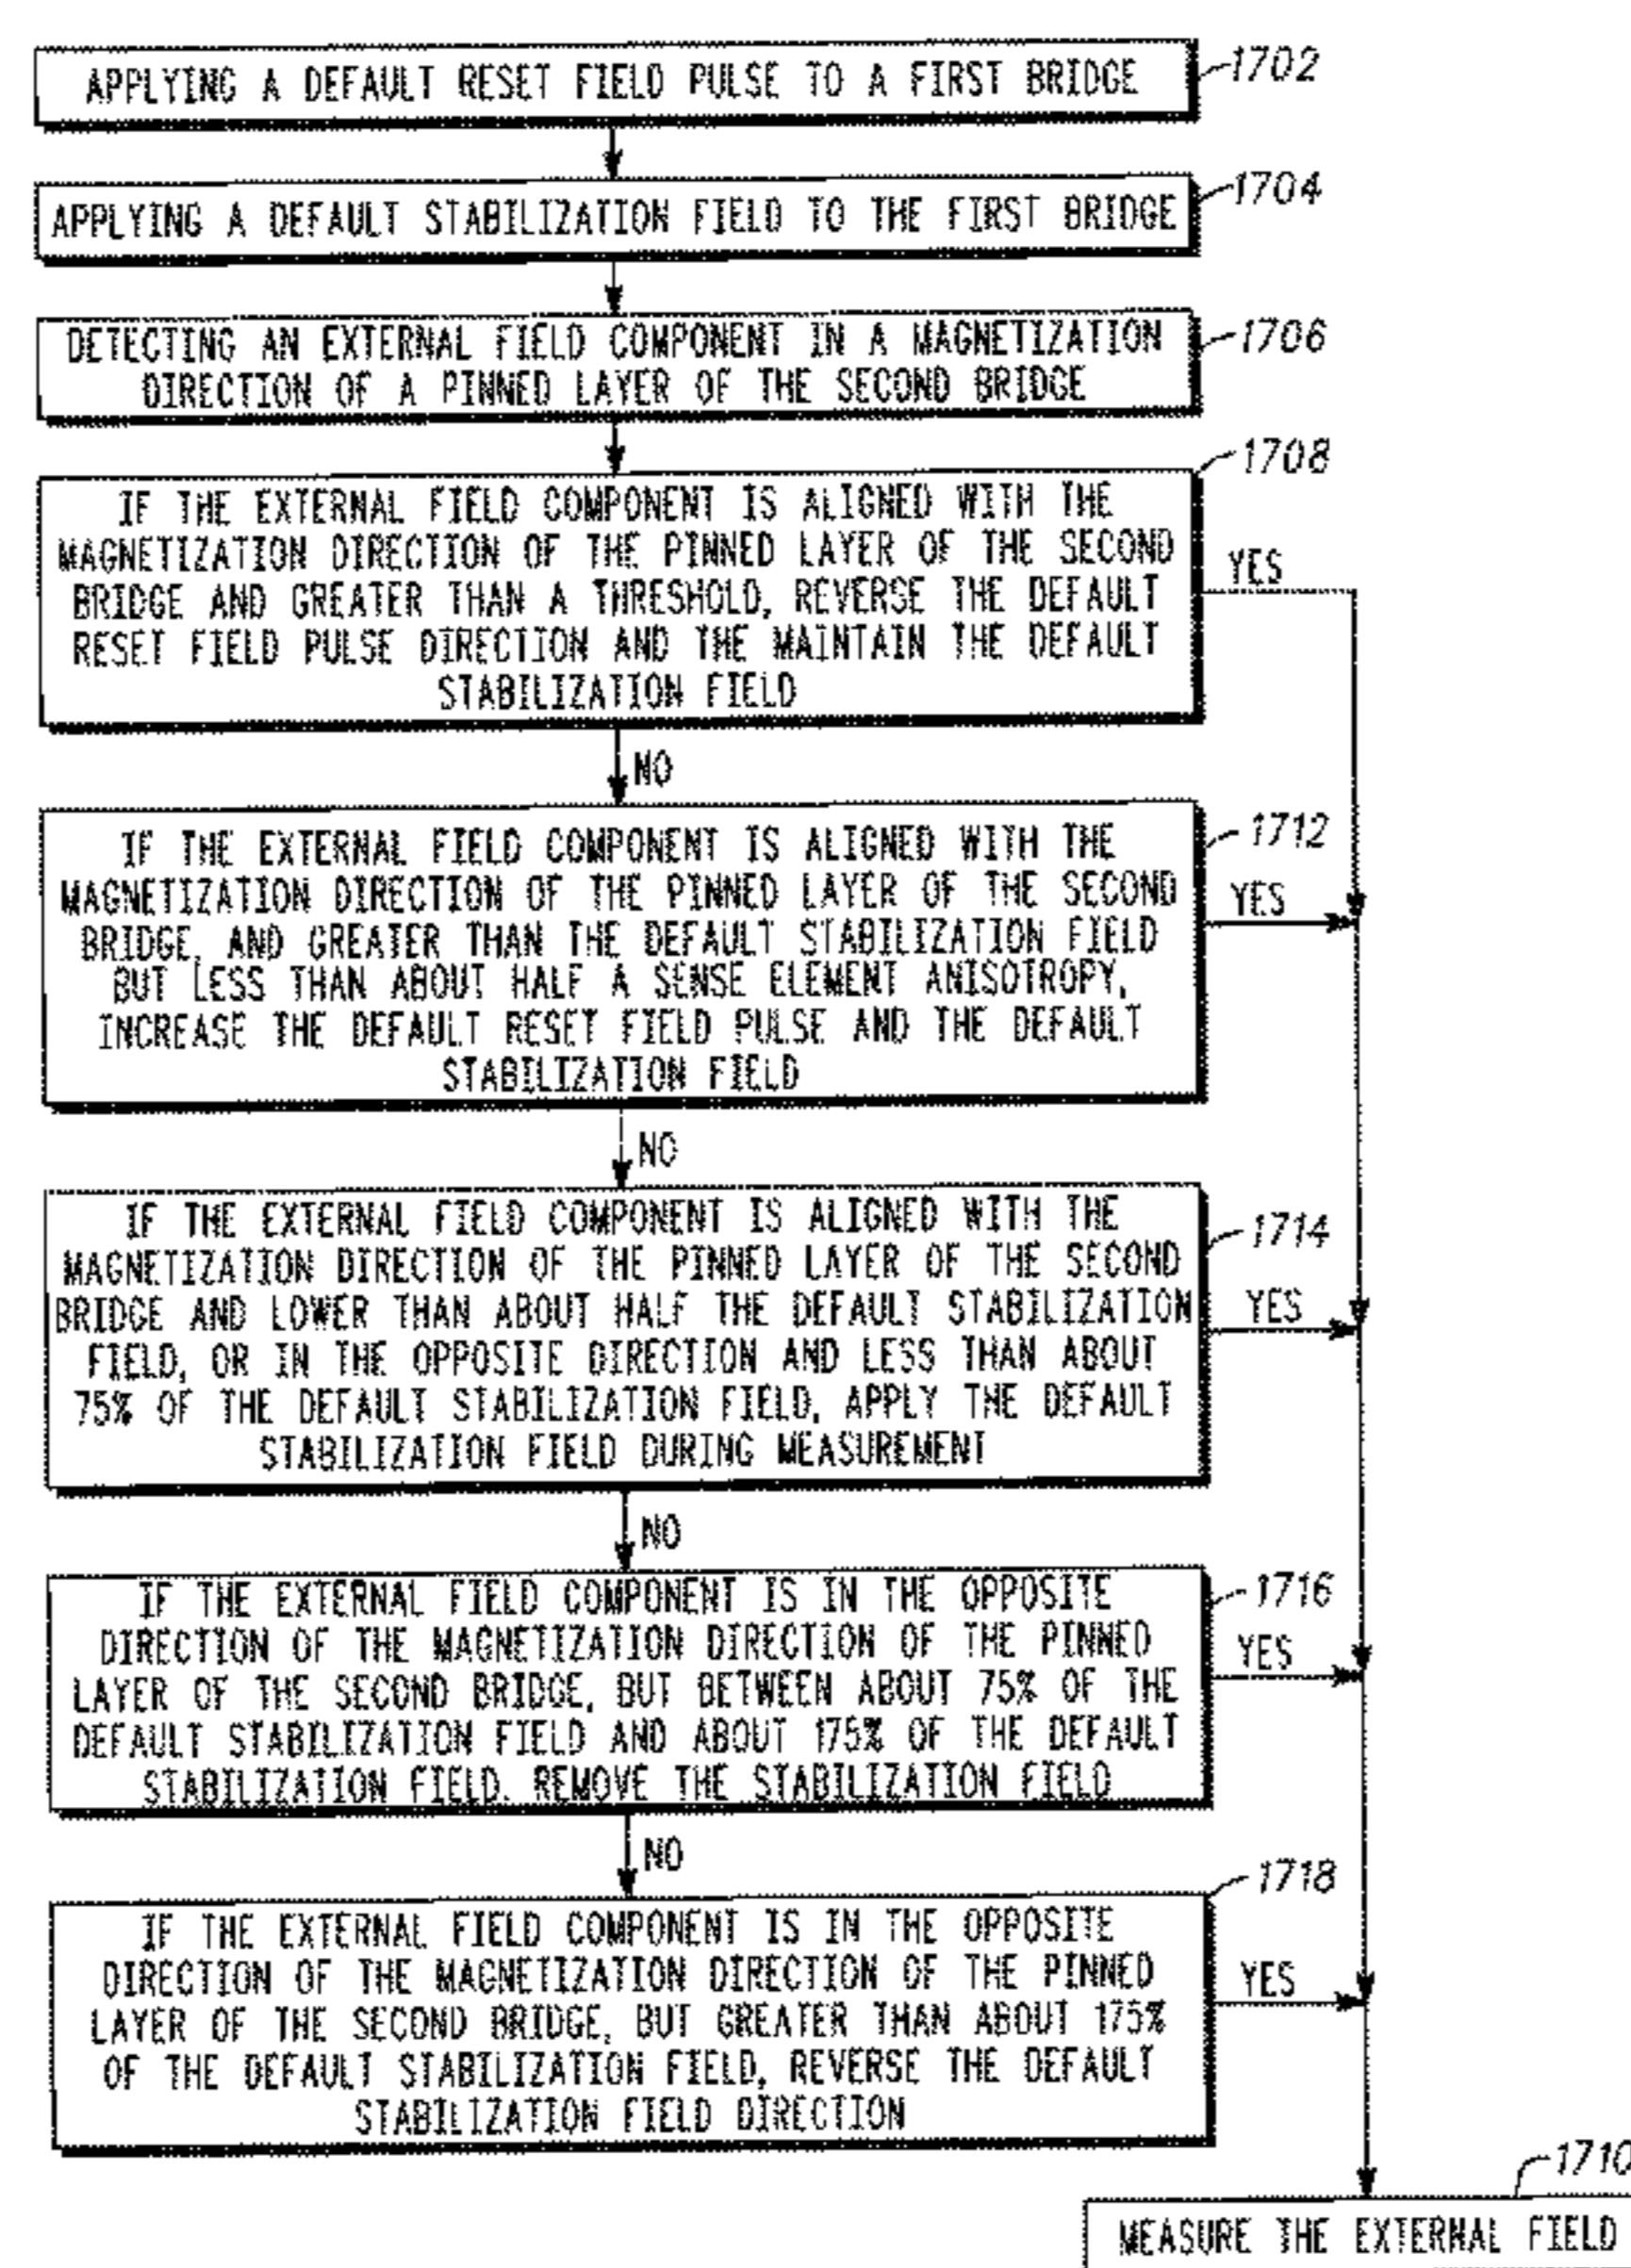 APPLYING A DEFAULT RESET FIELD PULSE TO A FIRST BRIDGE
1702
APPLYING A DEFAULT STABILIZATION FIELD TO THE FIRST BRIDGE
1704
DETECTING AN EXTERNAL FIELD COMPONENT IN A MAGNETIZATION
DIRECTION OF A PINNED LAYER OF THE SECOND BRIDGE
1706
1708
IF THE EXTERNAL FIELD COMPONENT IS ALIGNED WITH THE
MAGNETIZATION DIRECTION OF THE PINNED LAYER OF THE SECOND
BRIDGE AND GREATER THAN A THRESHOLD, REVERSE THE DEFAULT
RESET FIELD PULSE DIRECTION AND THE MAINTAIN THE DEFAULT
STABILIZATION FIELD
YES
NO
1712
IF THE EXTERNAL FIELD COMPONENT IS ALIGNED WITH THE
MAGNETIZATION DIRECTION OF THE PINNED LAYER OF THE SECOND
BRIDGE, AND GREATER THAN THE DEFAULT STABILIZATION FIELD
BUT LESS THAN ABOUT HALF A SENSE ELEMENT ANISOTROPY,
INCREASE THE DEFAULT RESET FIELD PULSE AND THE DEFAULT
STABILIZATION FIELD
YES
NO
1714
IF THE EXTERNAL FIELD COMPONENT IS ALIGNED WITH THE
MAGNETIZATION DIRECTION OF THE PINNED LAYER OF THE SECOND
BRIDGE AND LOWER THAN ABOUT HALF THE DEFAULT STABILIZATION
FIELD, OR IN THE OPPOSITE DIRECTION AND LESS THAN ABOUT
75% OF THE DEFAULT STABILIZATION FIELD, APPLY THE DEFAULT
STABILIZATION FIELD DURING MEASUREMENT
YES
NO
1716
IF THE EXTERNAL FIELD COMPONENT IS IN THE OPPOSITE
DIRECTION OF THE MAGNETIZATION DIRECTION OF THE PINNED
LAYER OF THE SECOND BRIDGE, BUT BETWEEN ABOUT 75% OF THE
DEFAULT STABILIZATION FIELD AND ABOUT 175% OF THE DEFAULT
STABILIZATION FIELD, REMOVE THE STABILIZATION FIELD
YES
NO
1718
IF THE EXTERNAL FIELD COMPONENT IS IN THE OPPOSITE
DIRECTION OF THE MAGNETIZATION DIRECTION OF THE PINNED
LAYER OF THE SECOND BRIDGE, BUT GREATER THAN ABOUT 175%
OF THE DEFAULT STABILIZATION FIELD, REVERSE THE DEFAULT
STABILIZATION FIELD DIRECTION
YES
1710
MEASURE THE EXTERNAL FIELD